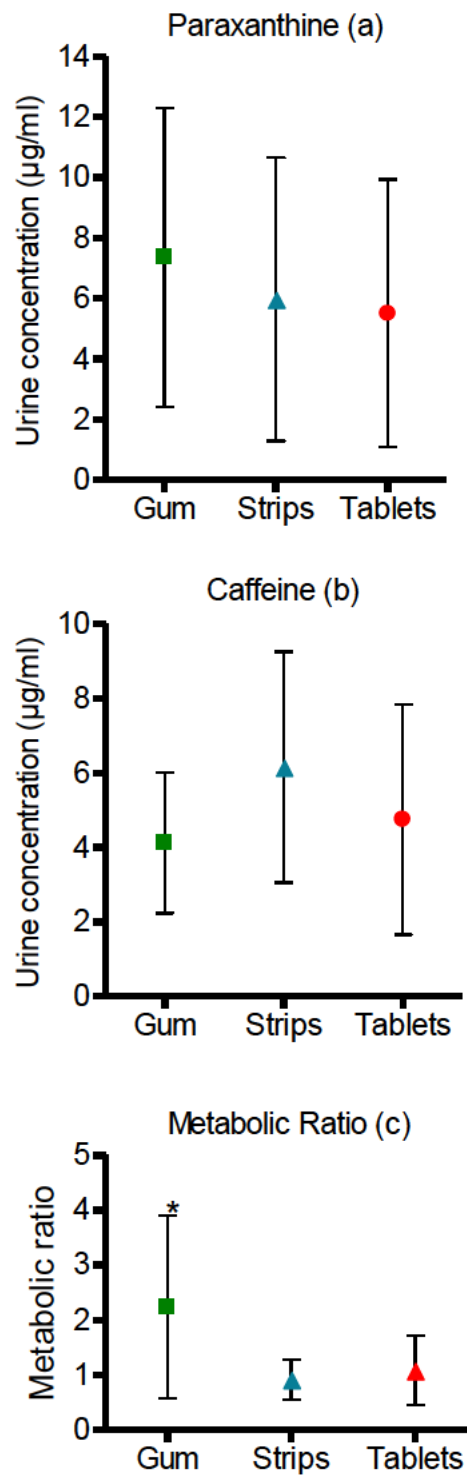 Paraxanthine (a)
Urine concentration (µg/ml)
14
12
10
8
6
4
2
0
Gum Strips Tablets
Caffeine (b)
Urine concentration (µg/ml)
10
8
6
4
2
0
Gum Strips Tablets
Metabolic Ratio (c)
Metabolic ratio
5
4
3
2
1
0
*
Gum Strips Tablets